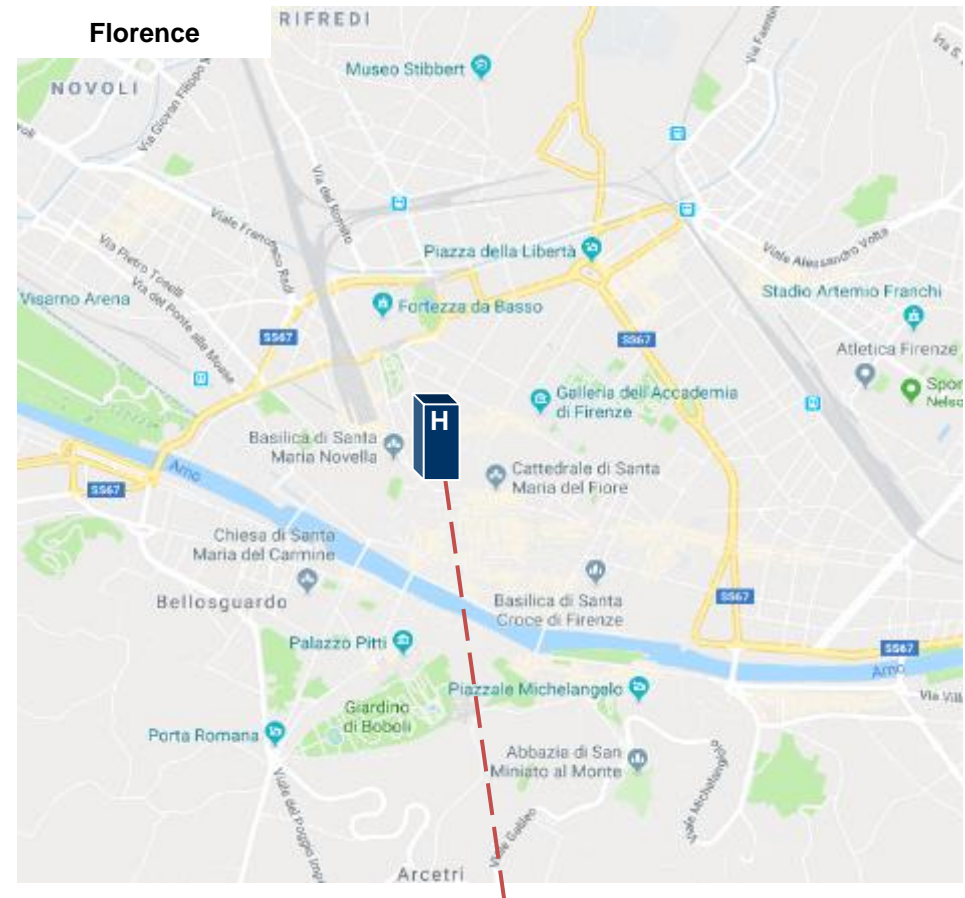 Florence
RIFREDI
Museo Stibbert
NOVOLI
Via del Romito
Viale Francesco Redi
Via Pietro Tonelli
Via del Ponte alle Mosse
Visarno Arena
Piazza della Libertà
Viale Alessandro Volta
Stadio Artemio Franchi
Fortezza da Basso
SS67
SS67
Atletica Firenze
Galleria dell'Accademia
di Firenze
H
Basilica di Santa
Maria Novella
Cattedrale di Santa
Maria del Fiore
SS67
Arno
Chiesa di Santa
Maria del Carmine
Bellosguardo
Basilica di Santa
Croce di Firenze
SS67
SS67
Arno
Palazzo Pitti
Piazzale Michelangelo
Giardino
di Boboli
Porta Romana
Abbazia di San
Miniato al Monte
Viale Michelangiolo
Viale Galileo
Arcetri